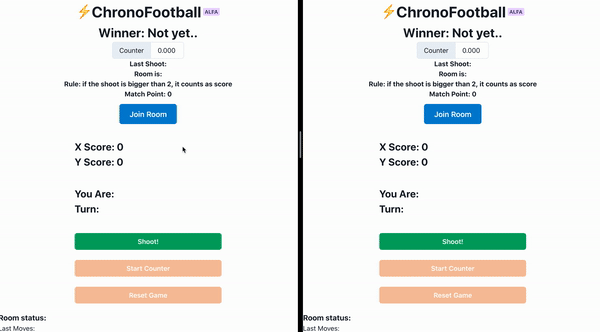 ⚡ChronoFootball ALFA
Winner: Not yet..
Counter 0.000
Last Shoot:
Room is:
Rule: if the shoot is bigger than 2, it counts as score
Match Point: 0
Join Room
X Score: 0
Y Score: 0
You Are:
Turn:
Shoot!
Start Counter
Reset Game
Room status:
Last Moves:
⚡ChronoFootball ALFA
Winner: Not yet..
Counter 0.000
Last Shoot:
Room is:
Rule: if the shoot is bigger than 2, it counts as score
Match Point: 0
Join Room
X Score: 0
Y Score: 0
You Are:
Turn:
Shoot!
Start Counter
Reset Game
Room status:
Last Moves: